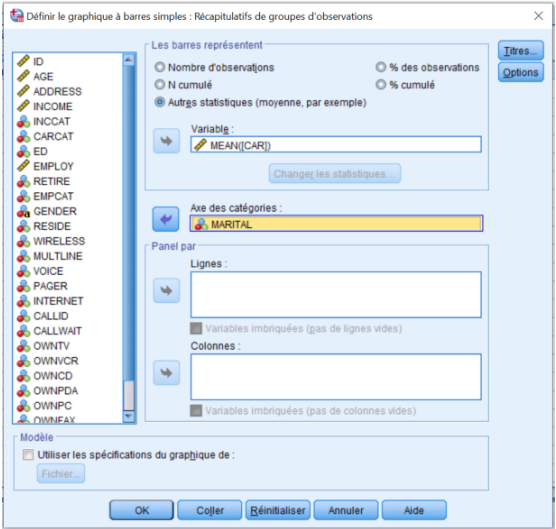 Définir le graphique à barres simples : Récapitulatifs de groupes d'observations
ID
AGE
ADDRESS
INCOME
INCCAT
CARCAT
ED
EMPLOY
RETIRE
EMPCAT
GENDER
RESIDE
WIRELESS
MULTLINE
VOICE
PAGER
INTERNET
CALLID
CALLWAIT
OWNTV
OWNVCR
OWNCD
OWNPDA
OWNPC
OWNFAX
Les barres représentent
Nombre d'observations
% des observations
N cumulé
% cumulé
Autres statistiques (moyenne, par exemple)
Variable :
MEAN([CAR])
Changer les statistiques...
Axe des catégories :
MARITAL
Panel par
Lignes :
Variables imbriquées (pas de lignes vides)
Colonnes :
Variables imbriquées (pas de colonnes vides)
Titres...
Options
Modèle
Utiliser les spécifications du graphique de :
Fichier...
OK
Coller
Réinitialiser
Annuler
Aide